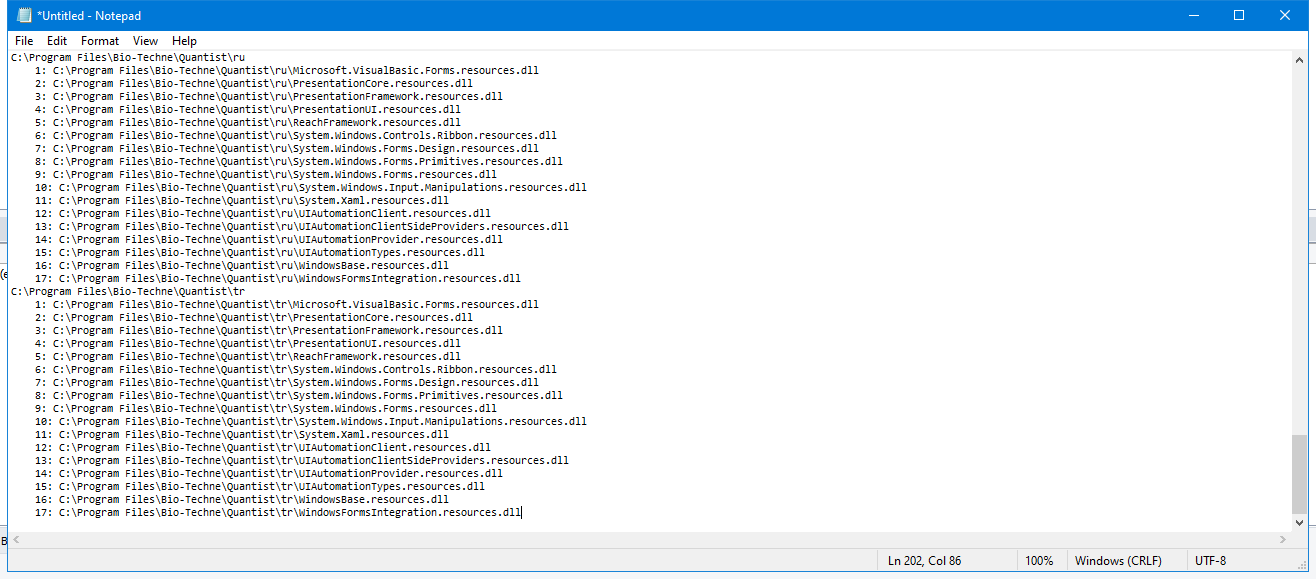 *Untitled - Notepad
File Edit Format View Help
C:\Program Files\Bio-Techne\Quantist\ru
    1: C:\Program Files\Bio-Techne\Quantist\ru\Microsoft.VisualBasic.Forms.resources.dll
    2: C:\Program Files\Bio-Techne\Quantist\ru\PresentationCore.resources.dll
    3: C:\Program Files\Bio-Techne\Quantist\ru\PresentationFramework.resources.dll
    4: C:\Program Files\Bio-Techne\Quantist\ru\PresentationUI.resources.dll
    5: C:\Program Files\Bio-Techne\Quantist\ru\ReachFramework.resources.dll
    6: C:\Program Files\Bio-Techne\Quantist\ru\System.Windows.Controls.Ribbon.resources.dll
    7: C:\Program Files\Bio-Techne\Quantist\ru\System.Windows.Forms.Design.resources.dll
    8: C:\Program Files\Bio-Techne\Quantist\ru\System.Windows.Forms.Primitives.resources.dll
    9: C:\Program Files\Bio-Techne\Quantist\ru\System.Windows.Forms.resources.dll
    10: C:\Program Files\Bio-Techne\Quantist\ru\System.Windows.Input.Manipulations.resources.dll
    11: C:\Program Files\Bio-Techne\Quantist\ru\System.Xaml.resources.dll
    12: C:\Program Files\Bio-Techne\Quantist\ru\UIAutomationClient.resources.dll
    13: C:\Program Files\Bio-Techne\Quantist\ru\UIAutomationClientSideProviders.resources.dll
    14: C:\Program Files\Bio-Techne\Quantist\ru\UIAutomationProvider.resources.dll
    15: C:\Program Files\Bio-Techne\Quantist\ru\UIAutomationTypes.resources.dll
    16: C:\Program Files\Bio-Techne\Quantist\ru\WindowsBase.resources.dll
    17: C:\Program Files\Bio-Techne\Quantist\ru\WindowsFormsIntegration.resources.dll
C:\Program Files\Bio-Techne\Quantist\tr
    1: C:\Program Files\Bio-Techne\Quantist\tr\Microsoft.VisualBasic.Forms.resources.dll
    2: C:\Program Files\Bio-Techne\Quantist\tr\PresentationCore.resources.dll
    3: C:\Program Files\Bio-Techne\Quantist\tr\PresentationFramework.resources.dll
    4: C:\Program Files\Bio-Techne\Quantist\tr\PresentationUI.resources.dll
    5: C:\Program Files\Bio-Techne\Quantist\tr\ReachFramework.resources.dll
    6: C:\Program Files\Bio-Techne\Quantist\tr\System.Windows.Controls.Ribbon.resources.dll
    7: C:\Program Files\Bio-Techne\Quantist\tr\System.Windows.Forms.Design.resources.dll
    8: C:\Program Files\Bio-Techne\Quantist\tr\System.Windows.Forms.Primitives.resources.dll
    9: C:\Program Files\Bio-Techne\Quantist\tr\System.Windows.Forms.resources.dll
    10: C:\Program Files\Bio-Techne\Quantist\tr\System.Windows.Input.Manipulations.resources.dll
    11: C:\Program Files\Bio-Techne\Quantist\tr\System.Xaml.resources.dll
    12: C:\Program Files\Bio-Techne\Quantist\tr\UIAutomationClient.resources.dll
    13: C:\Program Files\Bio-Techne\Quantist\tr\UIAutomationClientSideProviders.resources.dll
    14: C:\Program Files\Bio-Techne\Quantist\tr\UIAutomationProvider.resources.dll
    15: C:\Program Files\Bio-Techne\Quantist\tr\UIAutomationTypes.resources.dll
    16: C:\Program Files\Bio-Techne\Quantist\tr\WindowsBase.resources.dll
    17: C:\Program Files\Bio-Techne\Quantist\tr\WindowsFormsIntegration.resources.dll
Ln 202, Col 86 100% Windows (CRLF) UTF-8